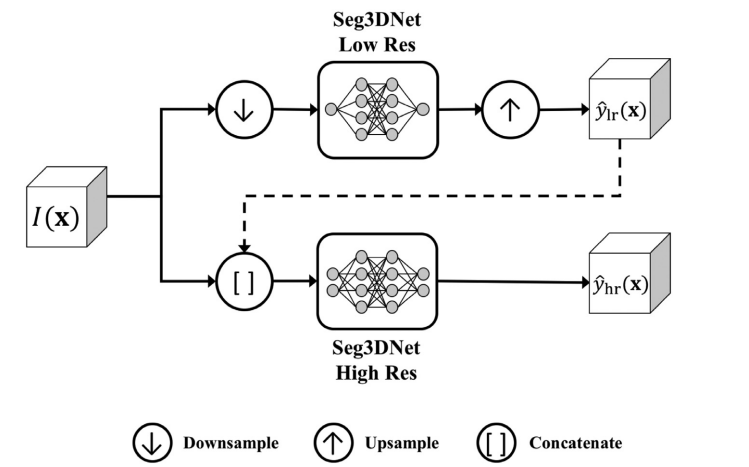 Seg3DNet
Low Res
↓
↑
ŷlr(x)
I(x)
[ ]
ŷhr(x)
Seg3DNet
High Res
↓ Downsample
↑ Upsample
[ ] Concatenate